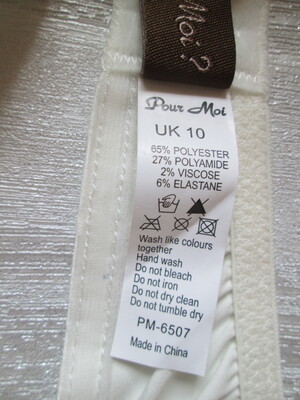 Moi?
Pour Moi
UK 10
65% POLYESTER
27% POLYAMIDE
2% VISCOSE
6% ELASTANE
Wash like colours
together
Hand wash
Do not bleach
Do not iron
Do not dry clean
Do not tumble dry
PM-6507
Made in China